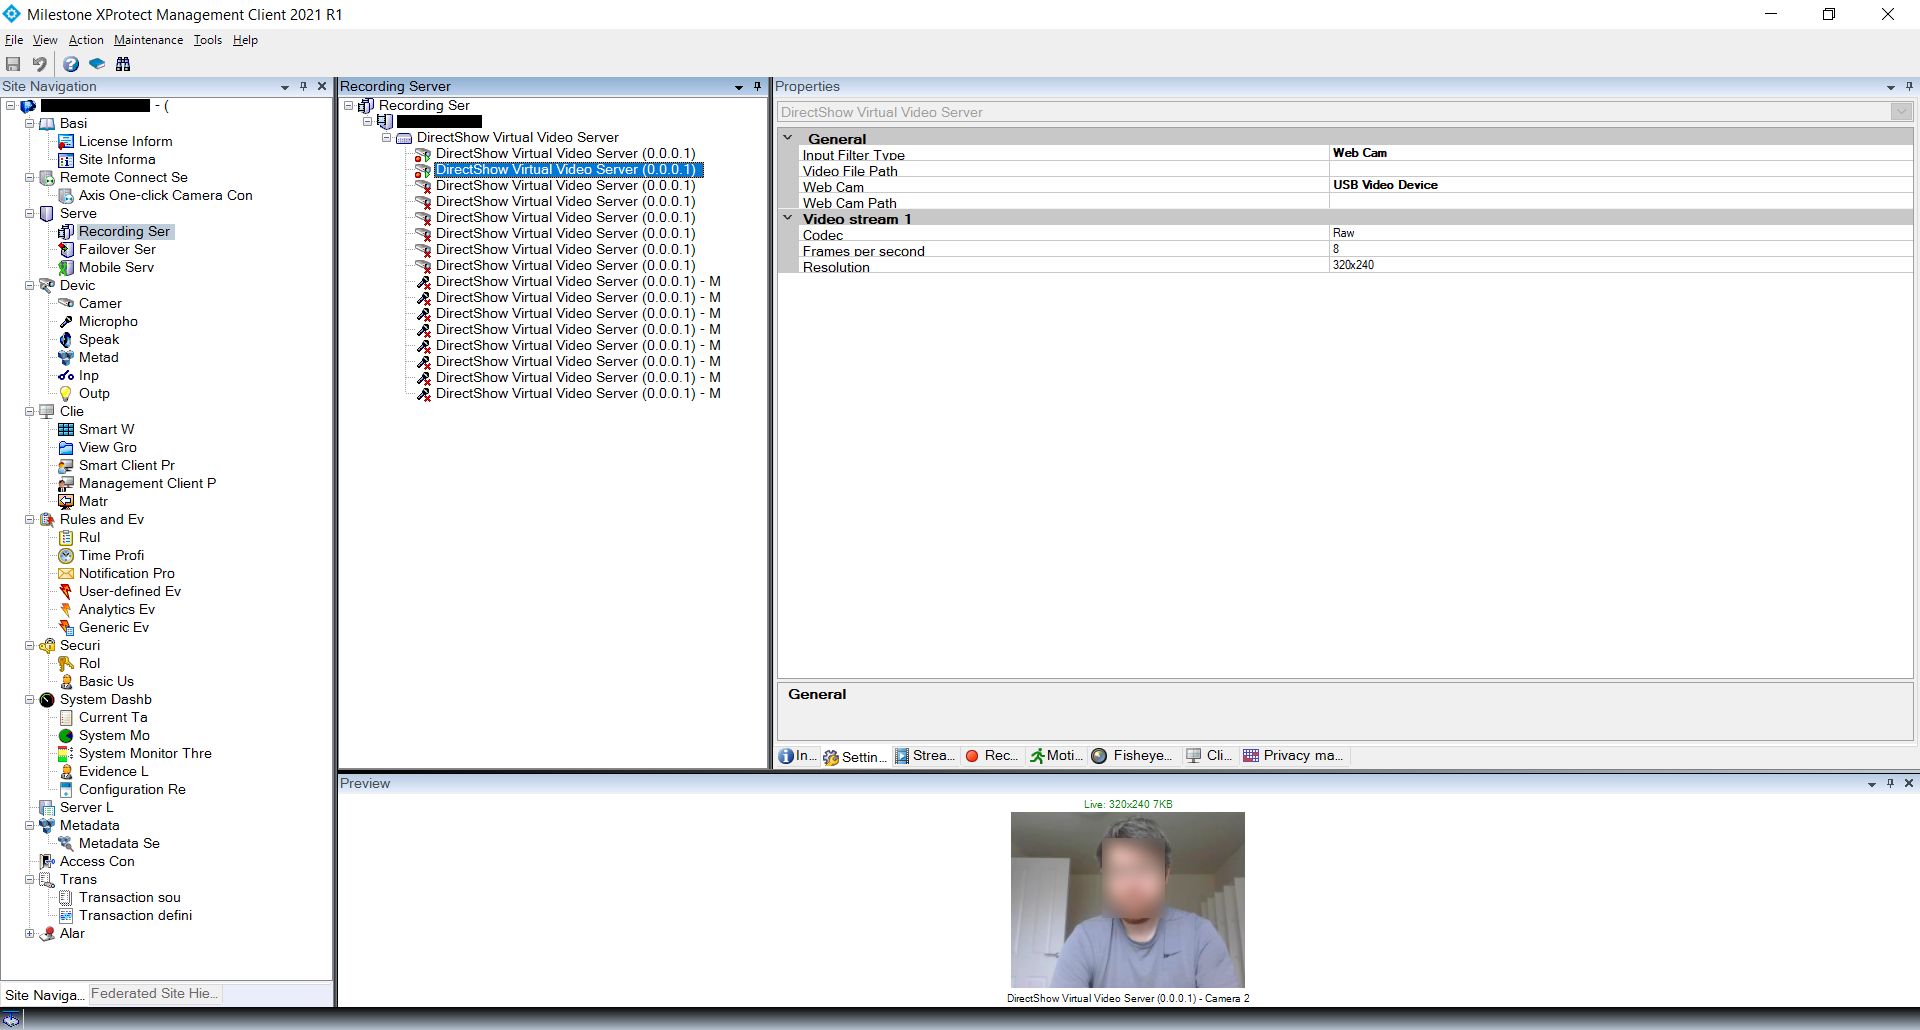 Milestone XProtect Management Client 2021 R1
File View Action Maintenance Tools Help
Site Navigation
- (
Basi
License Inform
Site Informa
Remote Connect Se
Axis One-click Camera Con
Serve
Recording Ser
Failover Ser
Mobile Serv
Devic
Camer
Micropho
Speak
Metad
Inp
Outp
Clie
Smart W
View Gro
Smart Client Pr
Management Client P
Matr
Rules and Ev
Rul
Time Profi
Notification Pro
User-defined Ev
Analytics Ev
Generic Ev
Securi
Rol
Basic Us
System Dashb
Current Ta
System Mo
System Monitor Thre
Evidence L
Configuration Re
Server L
Metadata
Metadata Se
Access Con
Trans
Transaction sou
Transaction defini
Alar
Site Naviga... Federated Site Hie...
Recording Server
Recording Ser
DirectShow Virtual Video Server
DirectShow Virtual Video Server (0.0.0.1)
DirectShow Virtual Video Server (0.0.0.1)
DirectShow Virtual Video Server (0.0.0.1)
DirectShow Virtual Video Server (0.0.0.1)
DirectShow Virtual Video Server (0.0.0.1)
DirectShow Virtual Video Server (0.0.0.1)
DirectShow Virtual Video Server (0.0.0.1)
DirectShow Virtual Video Server (0.0.0.1)
DirectShow Virtual Video Server (0.0.0.1) - M
DirectShow Virtual Video Server (0.0.0.1) - M
DirectShow Virtual Video Server (0.0.0.1) - M
DirectShow Virtual Video Server (0.0.0.1) - M
DirectShow Virtual Video Server (0.0.0.1) - M
DirectShow Virtual Video Server (0.0.0.1) - M
DirectShow Virtual Video Server (0.0.0.1) - M
DirectShow Virtual Video Server (0.0.0.1) - M
Properties
DirectShow Virtual Video Server
General
Input Filter Type Web Cam
Video File Path
Web Cam USB Video Device
Web Cam Path
Video stream 1
Codec Raw
Frames per second 8
Resolution 320x240
General
In... Settin... Strea... Rec... Moti... Fisheye... Cli... Privacy ma...
Preview
Live: 320x240 7KB
DirectShow Virtual Video Server (0.0.0.1) - Camera 2